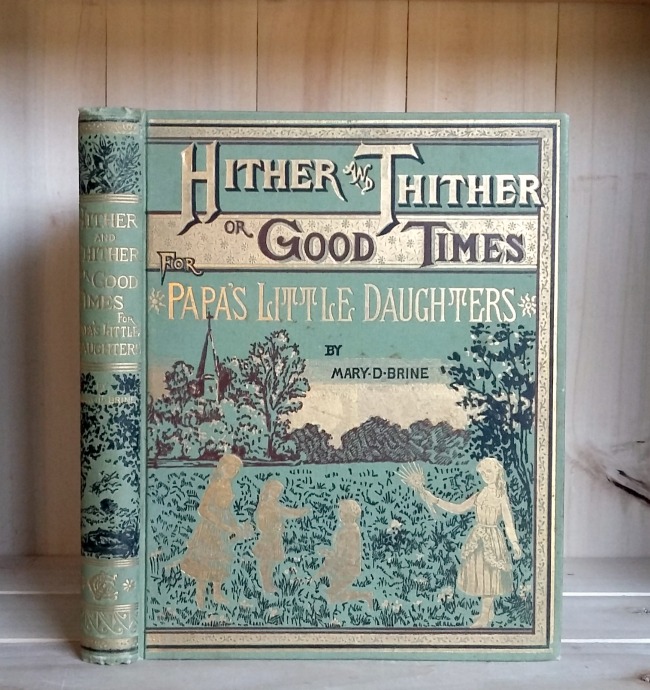 HITHER AND THITHER
OR GOOD TIMES
FOR
PAPA'S LITTLE DAUGHTERS
BY
MARY·D·BRINE
HITHER
AND
THITHER
OR GOOD
TIMES
FOR
PAPA'S LITTLE
DAUGHTERS
BRINE